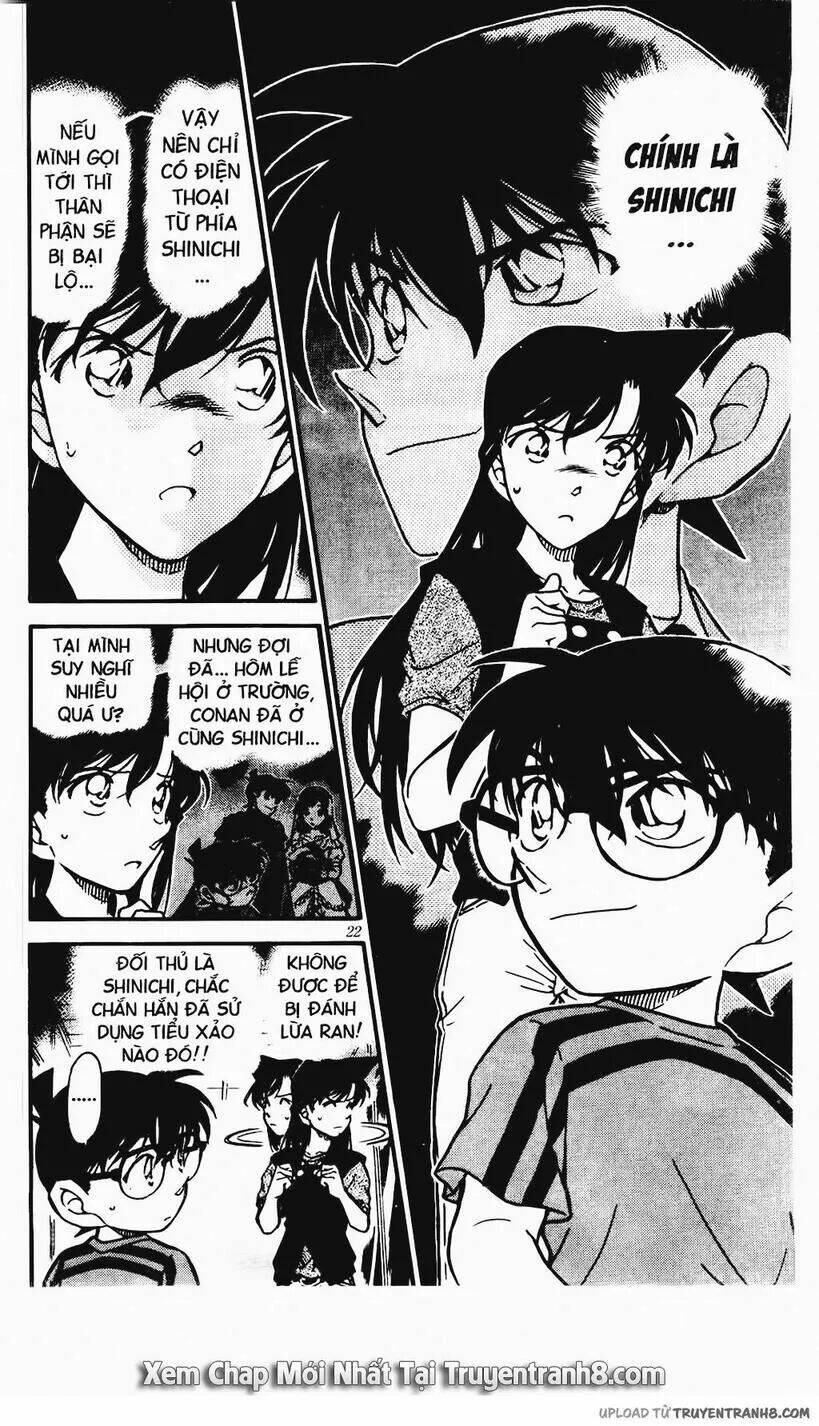 VẬY
NÊN CHỈ
CÓ ĐIỆN
THOẠI
TỪ PHÍA
SHINICHI
...
NẾU
MÌNH GỌI
TỚI THÌ
THÂN
PHẬN SẼ
BỊ BẠI
LỘ...
CHÍNH LÀ
SHINICHI
...
NHƯNG ĐỢI
ĐÃ... HÔM LỄ
HỘI Ở TRƯỜNG,
CONAN ĐÃ Ở
CÙNG SHINICHI...
TẠI MÌNH
SUY NGHĨ
NHIỀU
QUÁ Ư?
22
KHÔNG
ĐƯỢC ĐỂ
BỊ ĐÁNH
LỪA RAN!
ĐỐI THỦ LÀ
SHINICHI, CHẮC
CHẮN HẮN ĐÃ SỬ
DỤNG TIỂU XẢO
NÀO ĐÓ!!
......
Xem Chap Mới Nhất Tại Truyentranh8.com
UPLOAD TỪ TRUYENTRANH8.COM